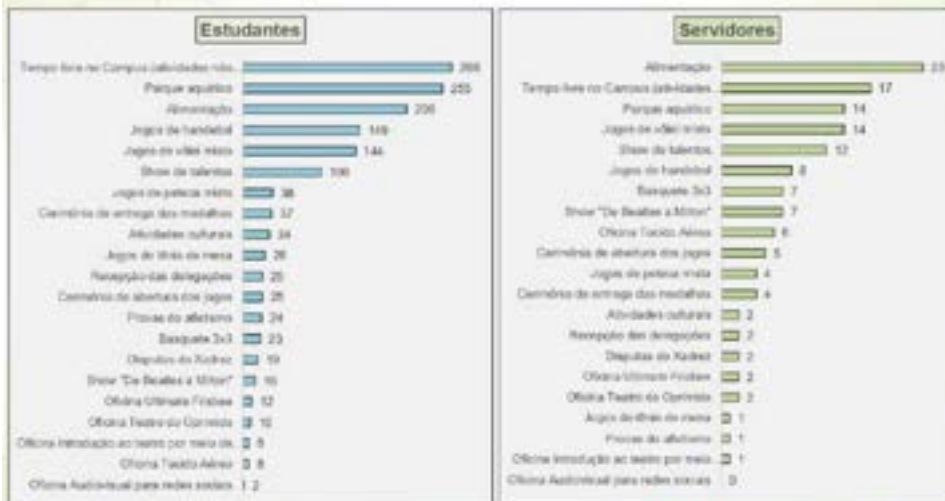 Estudantes
Tempo livre no Campus (atividades não...
Parque aquático 255
Alimentação
Jogos de handebol 149
Jogos de vôlei misto 144
Show de talentos 100
Jogos de peteca mista 38
Cerimônia de entrega das medalhas 37
Atividades culturais 34
Jogos de tênis de mesa 28
Recepção das delegações 25
Cerimônia de abertura dos jogos 25
Provas do atletismo 24
Basquete 3x3 23
Disputas de Xadrez 19
Show "De Beatles a Milton" 16
Oficina Ultimate Frisbee 12
Oficina Teatro do Oprimido 10
Oficina Introdução ao teatro por meio de... 8
Oficina Tecido Aéreo 8
Oficina Audiovisual para redes sociais 2
Servidores
Alimentação
Tempo livre no Campus (atividades... 17
Parque aquático 14
Jogos de vôlei misto 14
Show de talentos 12
Jogos de handebol 8
Basquete 3x3 7
Show "De Beatles a Milton" 7
Oficina Tecido Aéreo 6
Cerimônia de abertura dos jogos 5
Jogos de peteca mista 4
Cerimônia de entrega das medalhas 4
Atividades culturais 2
Recepção das delegações 2
Disputas de Xadrez 2
Oficina Ultimate Frisbee 2
Oficina Teatro do Oprimido 2
Jogos de tênis de mesa 1
Provas do atletismo 1
Oficina Introdução ao teatro por meio... 1
Oficina Audiovisual para redes sociais 0